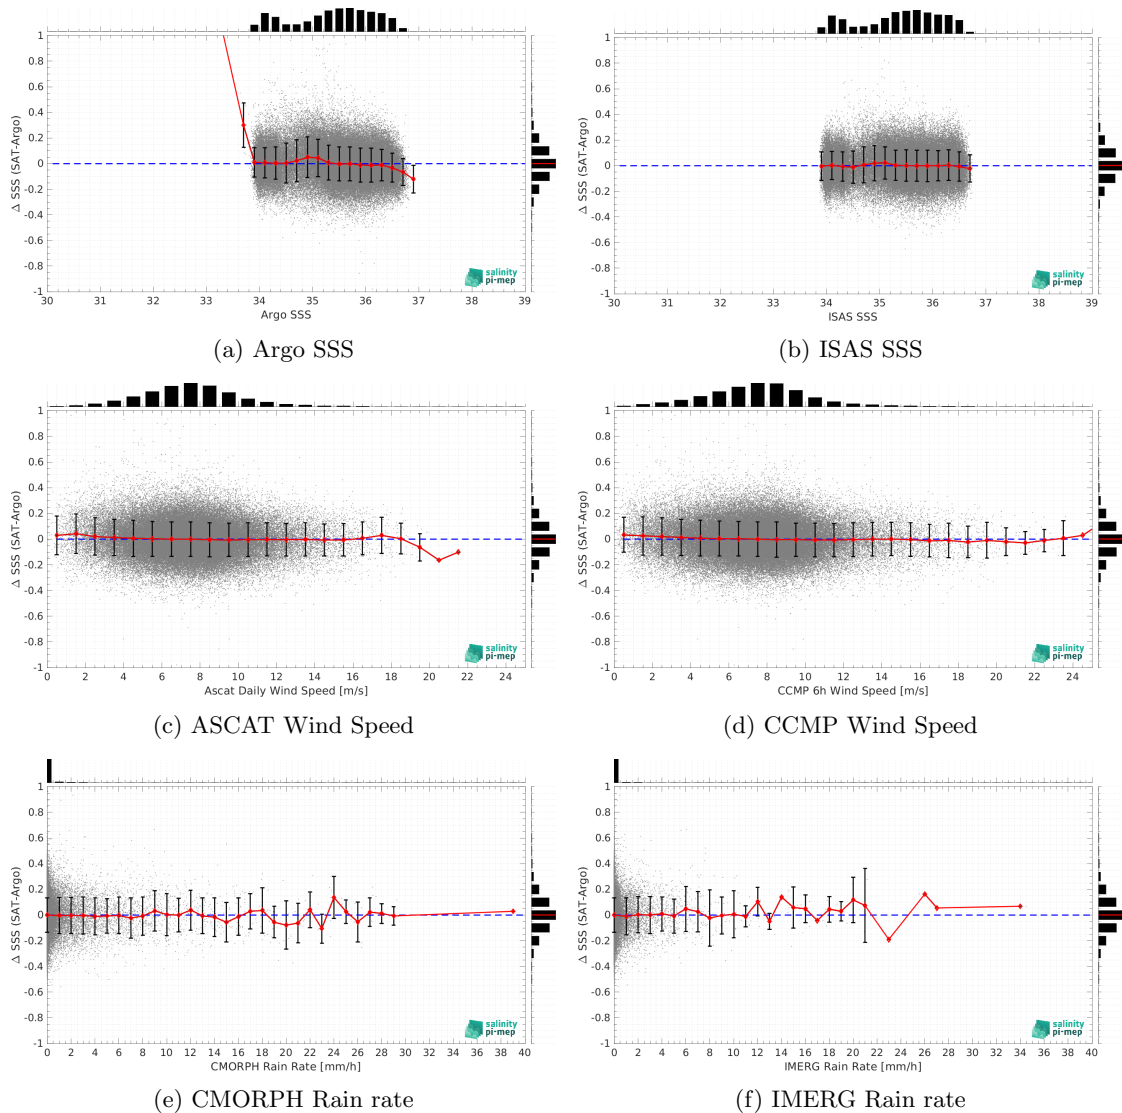 1
0.8
0.6
0.4
0.2
0
-0.2
-0.4
-0.6
-0.8
-1
Δ SSS (SAT-Argo)
30 31 32 33 34 35 36 37 38 39
Argo SSS
salinity
pi-mep
(a) Argo SSS
1
0.8
0.6
0.4
0.2
0
-0.2
-0.4
-0.6
-0.8
-1
Δ SSS (SAT-Argo)
30 31 32 33 34 35 36 37 38 39
ISAS SSS
salinity
pi-mep
(b) ISAS SSS
1
0.8
0.6
0.4
0.2
0
-0.2
-0.4
-0.6
-0.8
-1
Δ SSS (SAT-Argo)
0 2 4 6 8 10 12 14 16 18 20 22 24
Ascat Daily Wind Speed [m/s]
salinity
pi-mep
(c) ASCAT Wind Speed
1
0.8
0.6
0.4
0.2
0
-0.2
-0.4
-0.6
-0.8
-1
Δ SSS (SAT-Argo)
0 2 4 6 8 10 12 14 16 18 20 22 24
CCMP 6h Wind Speed [m/s]
salinity
pi-mep
(d) CCMP Wind Speed
1
0.8
0.6
0.4
0.2
0
-0.2
-0.4
-0.6
-0.8
-1
Δ SSS (SAT-Argo)
0 2 4 6 8 10 12 14 16 18 20 22 24 26 28 30 34 36 38 40
CMORPH Rain Rate [mm/h]
salinity
pi-mep
(e) CMORPH Rain rate
1
0.8
0.6
0.4
0.2
0
-0.2
-0.4
-0.6
-0.8
-1
Δ SSS (SAT-Argo)
0 2 4 6 8 10 12 14 16 18 20 22 24 26 28 30 34 36 38 40
IMERG Rain Rate [mm/h]
salinity
pi-mep
(f) IMERG Rain rate